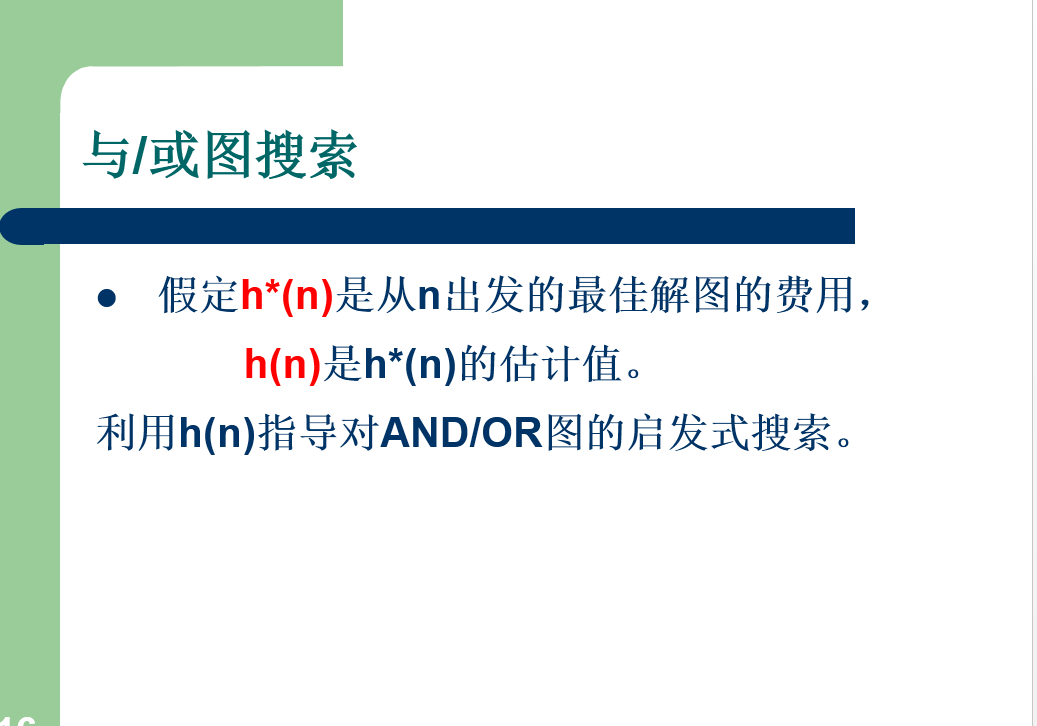 与/或图搜索
● 假定h*(n)是从n出发的最佳解图的费用，
h(n)是h*(n)的估计值。
利用h(n)指导对AND/OR图的启发式搜索。